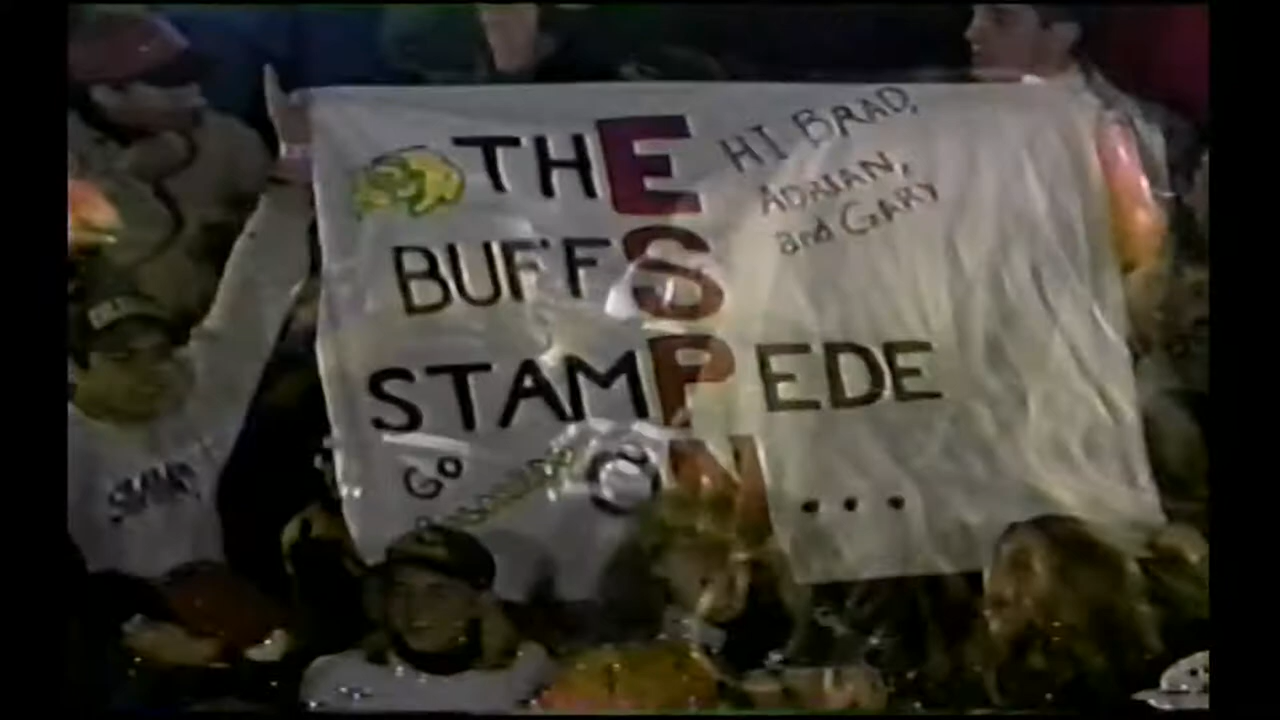 THE
BUFFS
STAMPEDE
ON ...
HI BRAD,
ADRIAN,
and GARY
GO